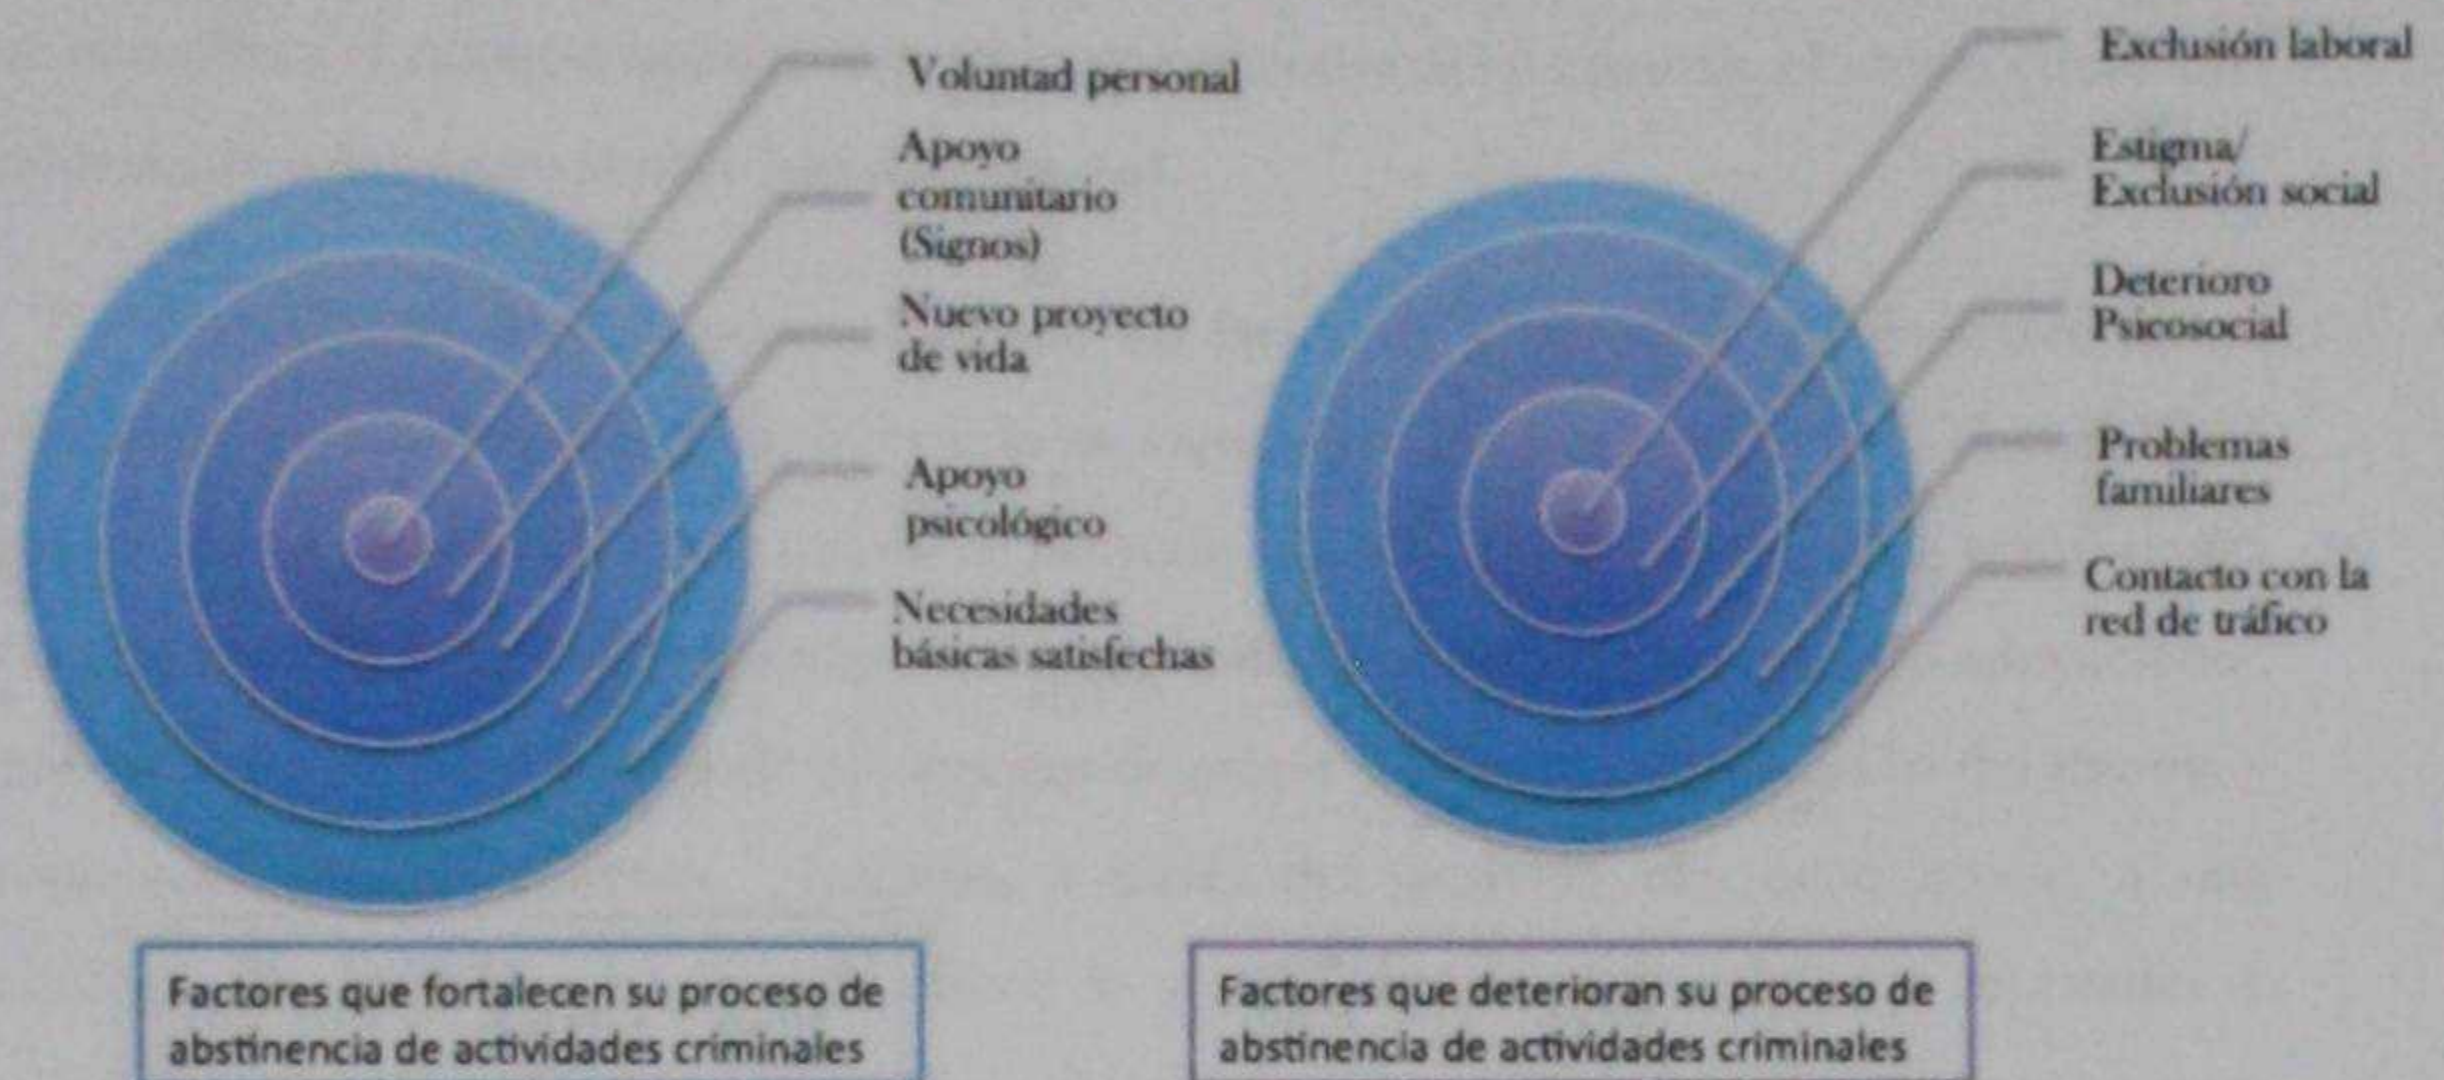 Voluntad personal
Apoyo
comunitario
(Signos)
Nuevo proyecto
de vida
Apoyo
psicológico
Necesidades
básicas satisfechas
Factores que fortalecen su proceso de
abstinencia de actividades criminales
Exclusión laboral
Estigma/
Exclusión social
Deterioro
Psicosocial
Problemas
familiares
Contacto con la
red de tráfico
Factores que deterioran su proceso de
abstinencia de actividades criminales